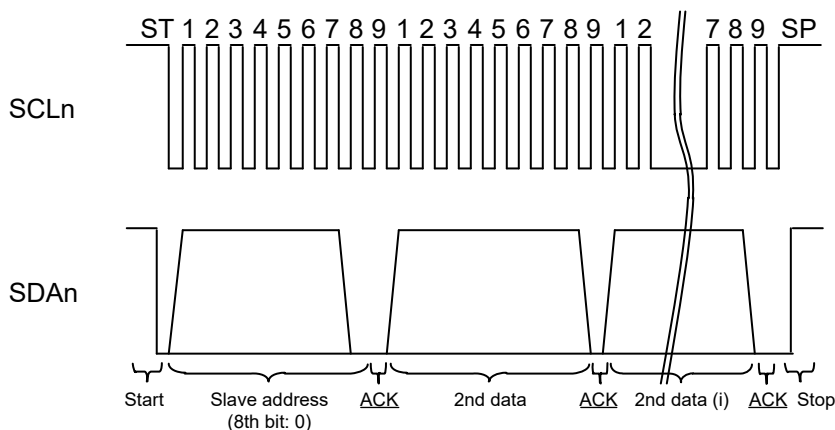 ST 1 2 3 4 5 6 7 8 9 1 2 3 4 5 6 7 8 9 1 2 7 8 9 SP
SCLn
SDAn
Start Slave address ACK 2nd data ACK 2nd data (i) ACK Stop
(8th bit: 0)